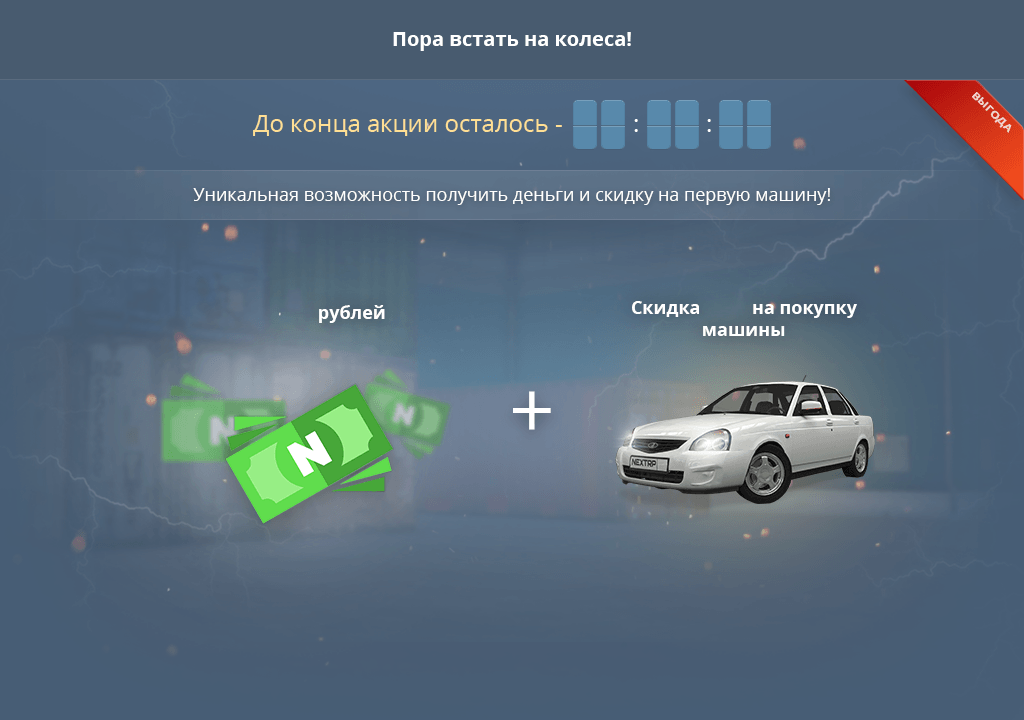 Пора встать на колеса!
До конца акции осталось - : :
ВЫГОДА
Уникальная возможность получить деньги и скидку на первую машину!
рублей
Скидка на покупку
машины
N
N
N
NEXTRP